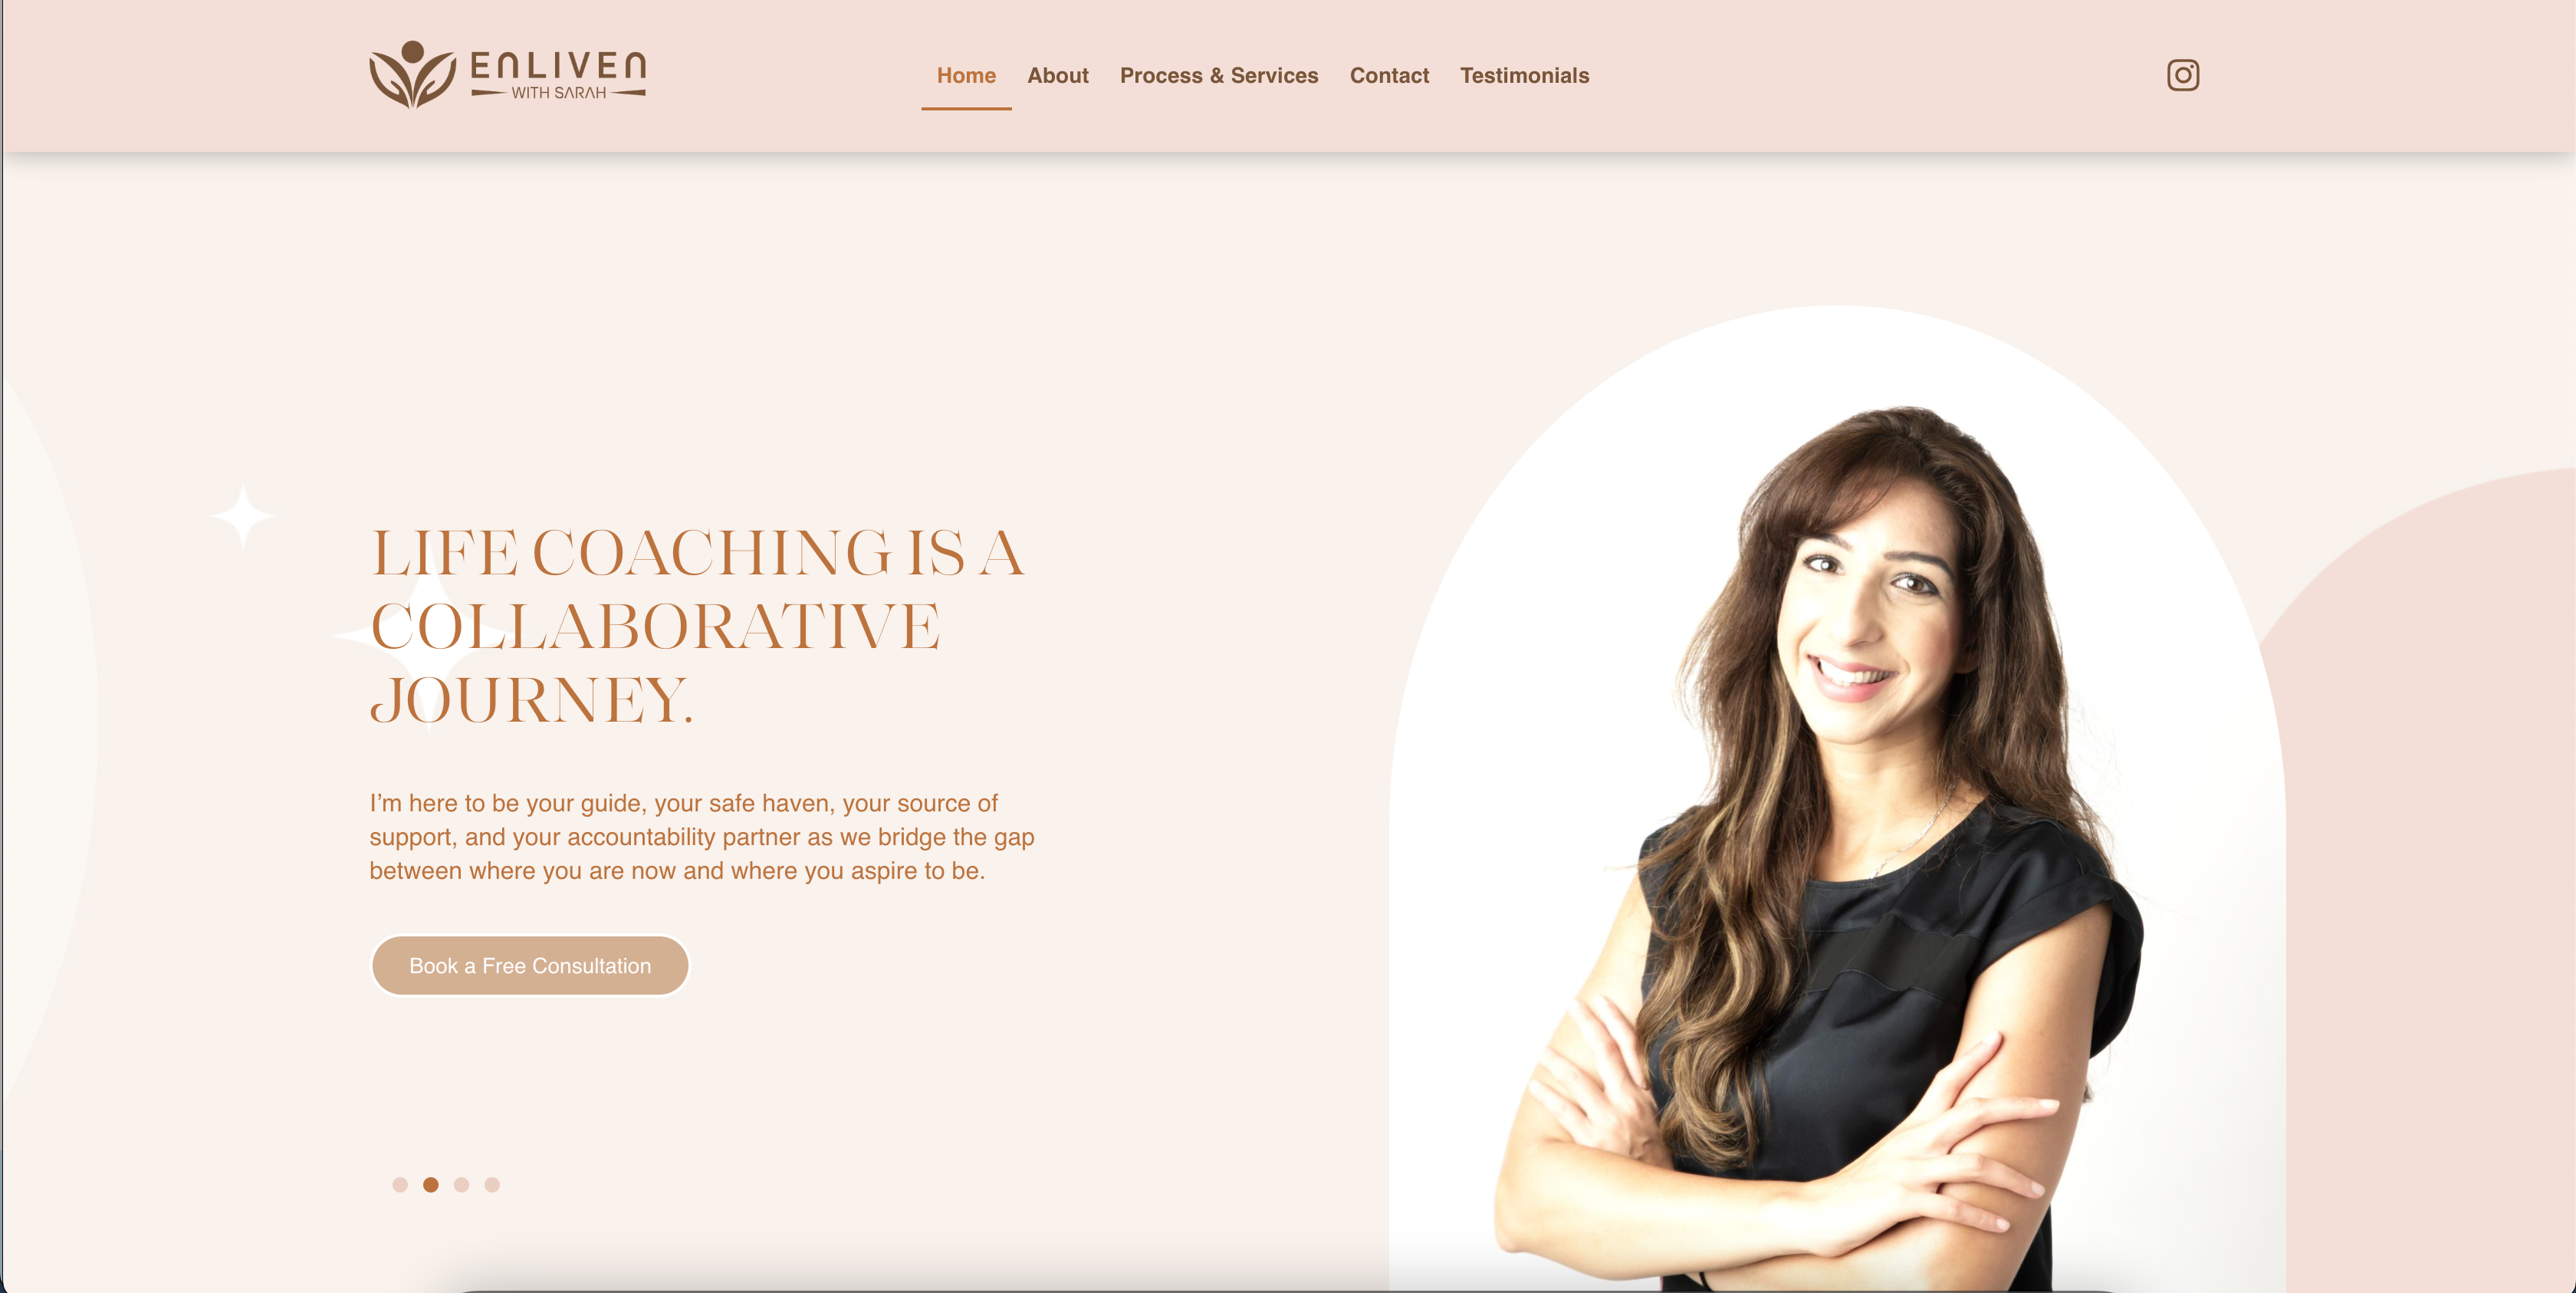 ENLIVEN
WITH SARAH
Home
About
Process & Services
Contact
Testimonials
LIFE COACHING IS A
COLLABORATIVE
JOURNEY.
I’m here to be your guide, your safe haven, your source of
support, and your accountability partner as we bridge the gap
between where you are now and where you aspire to be.
Book a Free Consultation